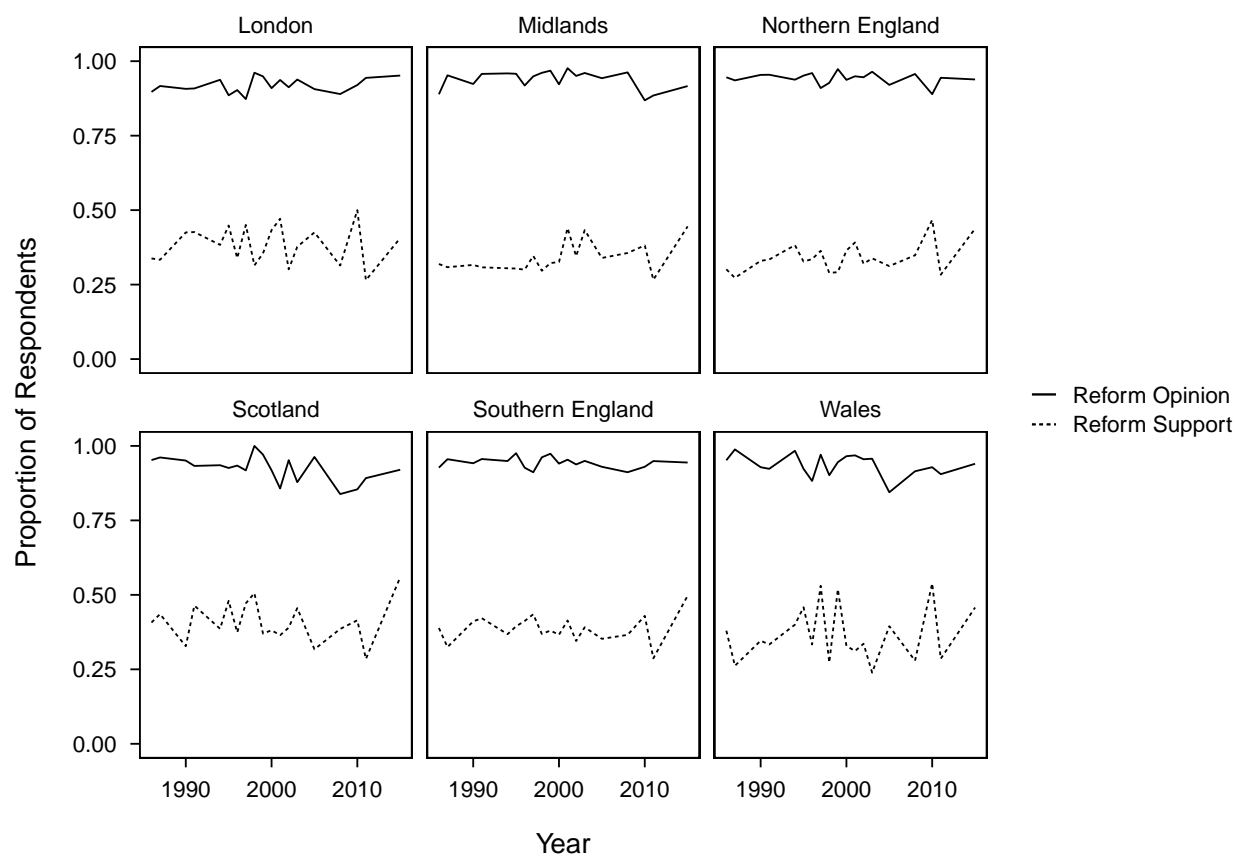 London Midlands Northern England
1.00
0.75
0.50
0.25
0.00
Scotland Southern England Wales
1.00
0.75
0.50
0.25
0.00
1990 2000 2010 1990 2000 2010 1990 2000 2010
Year
Proportion of Respondents
Reform Opinion
Reform Support